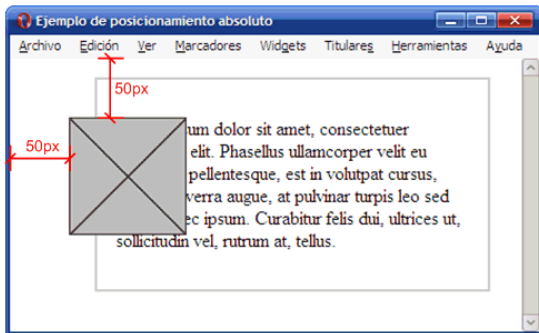 Ejemplo de posicionamiento absoluto
Archivo Edición Ver Marcadores Widgets Titulares Herramientas Ayuda
50px
50px
um dolor sit amet, consectetuer
elit. Phasellus ullamcorper velit eu
pellentesque, est in volutpat cursus,
verra augue, at pulvinar turpis leo sed
ec ipsum. Curabitur felis dui, ultrices ut,
sollicitudin vel, rutrum at, tellus.